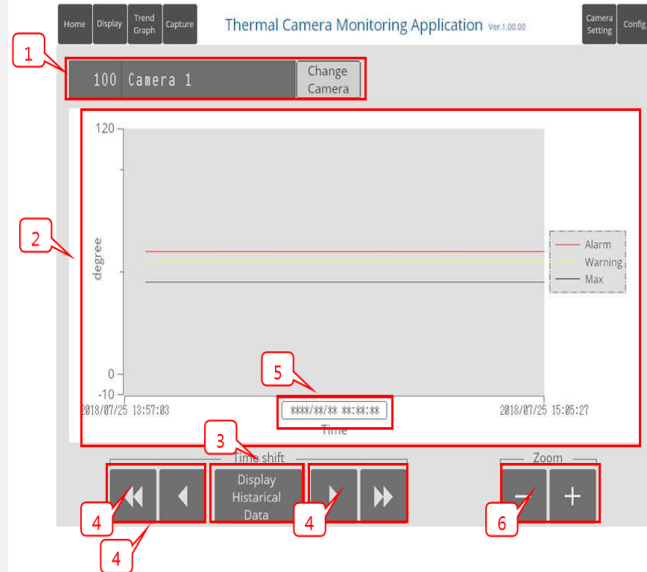 Home Display Trend Graph Capture Thermal Camera Monitoring Application Ver.1.00.00 Camera Setting Config
1
100 Camera 1 Change Camera
120
2
degree
Alarm
Warning
Max
0
-10
5
2018/07/25 13:57:03 ****/**/** **:**:** 2018/07/25 15:05:27
Time
3
Time shift Zoom
Display
Histarical
Data
4 4 6
4